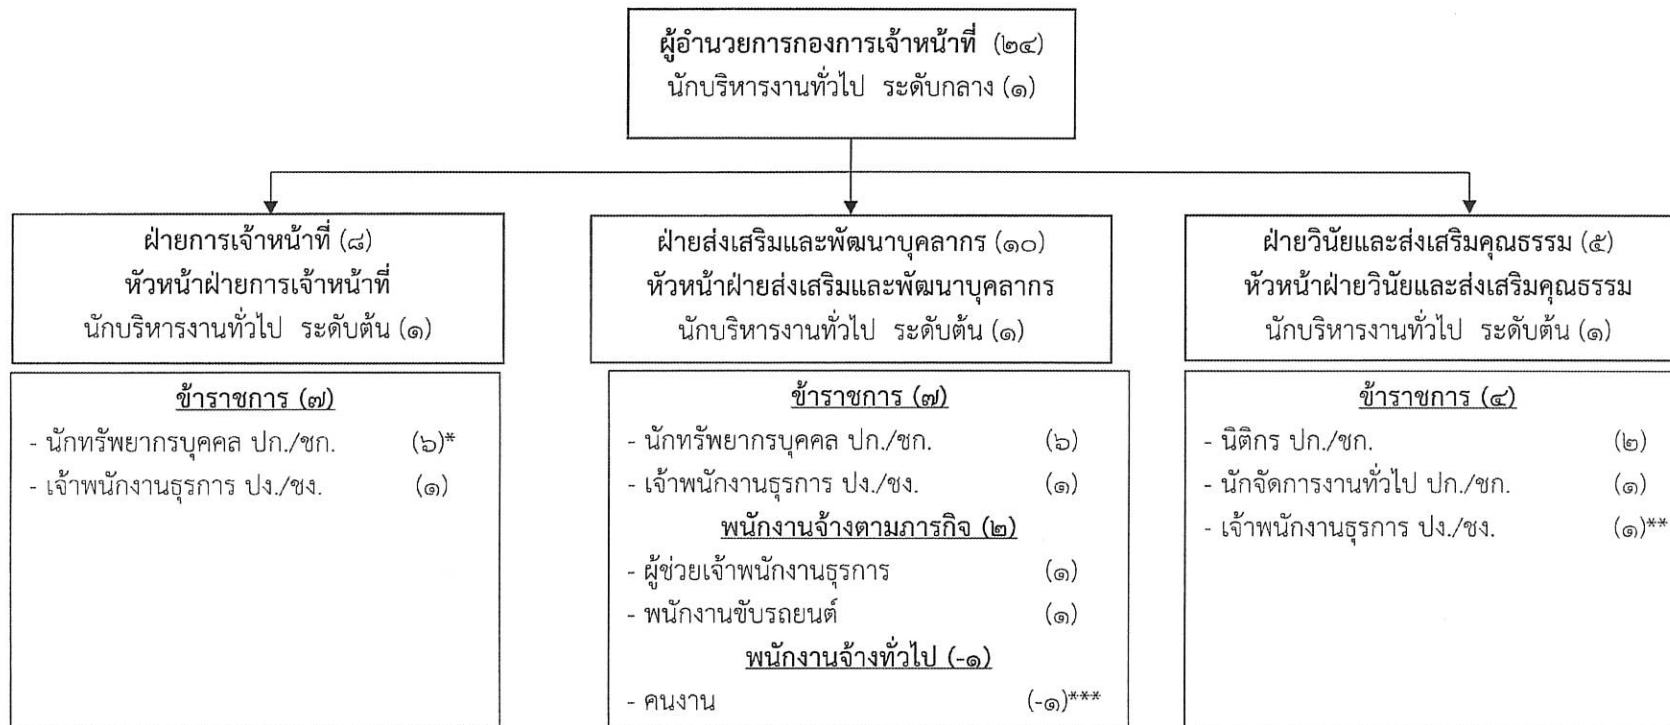 ผู้อำนวยการกองการเจ้าหน้าที่ (๒๔)
นักบริหารงานทั่วไป ระดับกลาง (๑)
ฝ่ายการเจ้าหน้าที่ (๘)
หัวหน้าฝ่ายการเจ้าหน้าที่
นักบริหารงานทั่วไป ระดับต้น (๑)
ข้าราชการ (๗)
- นักทรัพยากรบุคคล ปก./ชก. (๖)*
- เจ้าพนักงานธุรการ ปง./ชง. (๑)
ฝ่ายส่งเสริมและพัฒนาบุคลากร (๑๐)
หัวหน้าฝ่ายส่งเสริมและพัฒนาบุคลากร
นักบริหารงานทั่วไป ระดับต้น (๑)
ข้าราชการ (๗)
- นักทรัพยากรบุคคล ปก./ชก. (๖)
- เจ้าพนักงานธุรการ ปง./ชง. (๑)
พนักงานจ้างตามภารกิจ (๒)
- ผู้ช่วยเจ้าพนักงานธุรการ (๑)
- พนักงานขับรถยนต์ (๑)
พนักงานจ้างทั่วไป (-๑)
- คนงาน (-๑)***
ฝ่ายวินัยและส่งเสริมคุณธรรม (๕)
หัวหน้าฝ่ายวินัยและส่งเสริมคุณธรรม
นักบริหารงานทั่วไป ระดับต้น (๑)
ข้าราชการ (๔)
- นิติกร ปก./ชก. (๒)
- นักจัดการงานทั่วไป ปก./ชก. (๑)
- เจ้าพนักงานธุรการ ปง./ชง. (๑)**